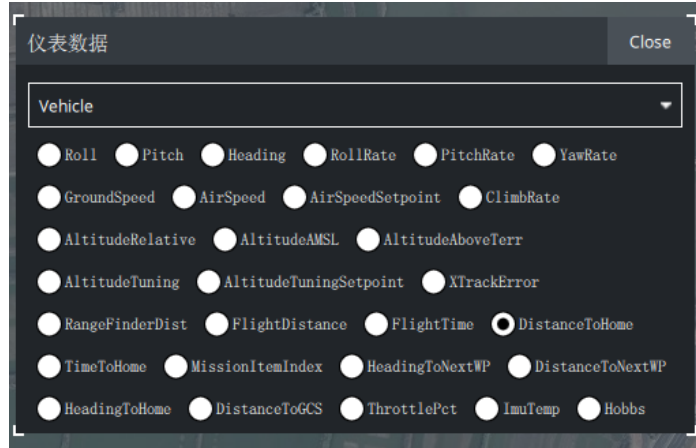 仪表数据 Close
Vehicle
Roll Pitch Heading RollRate PitchRate YawRate
GroundSpeed AirSpeed AirSpeedSetpoint ClimbRate
AltitudeRelative AltitudeAMSL AltitudeAboveTerr
AltitudeTuning AltitudeTuningSetpoint XTrackError
RangeFinderDist FlightDistance FlightTime DistanceToHome
TimeToHome MissionItemIndex HeadingToNextWP DistanceToNextWP
HeadingToHome DistanceToGCS ThrottlePct ImuTemp Hobbs